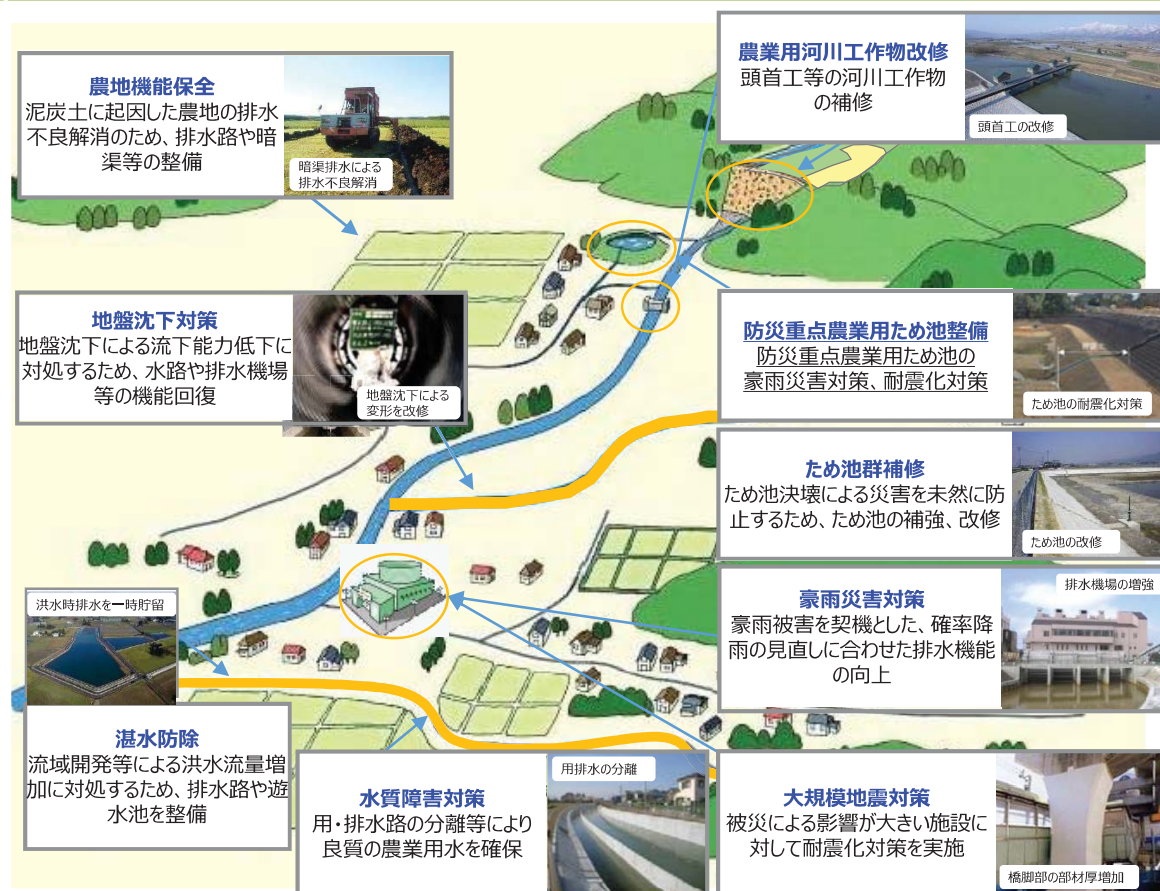 農地機能保全
泥炭土に起因した農地の排水
不良解消のため、排水路や暗
渠等の整備
暗渠排水による
排水不良解消
農業用河川工作物改修
頭首工等の河川工作物
の補修
頭首工の改修
地盤沈下対策
地盤沈下による流下能力低下に
対処するため、水路や排水機場
等の機能回復
地盤沈下による
変形を改修
防災重点農業用ため池整備
防災重点農業用ため池の
豪雨災害対策、耐震化対策
ため池の耐震化対策
ため池群補修
ため池決壊による災害を未然に防
止するため、ため池の補強、改修
ため池の改修
豪雨災害対策
豪雨被害を契機とした、確率降
雨の見直しに合わせた排水機能
の向上
排水機場の増強
洪水時排水を一時貯留
湛水防除
流域開発等による洪水流量増
加に対処するため、排水路や遊
水池を整備
水質障害対策
用・排水路の分離等により
良質の農業用水を確保
用排水の分離
大規模地震対策
被災による影響が大きい施設に
対して耐震化対策を実施
橋脚部の部材厚増加